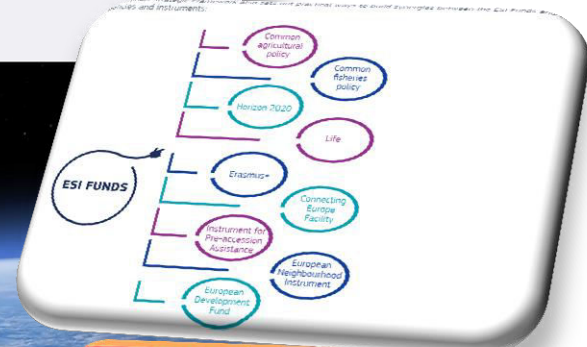 policies and instruments:
Common
agricultural
policy
Common
fisheries
policy
Horizon 2020
Life
ESI FUNDS
Erasmus+
Connecting
Europe
Facility
Instrument for
Pre-accession
Assistance
European
Neighbourhood
Instrument
European
Development
Fund